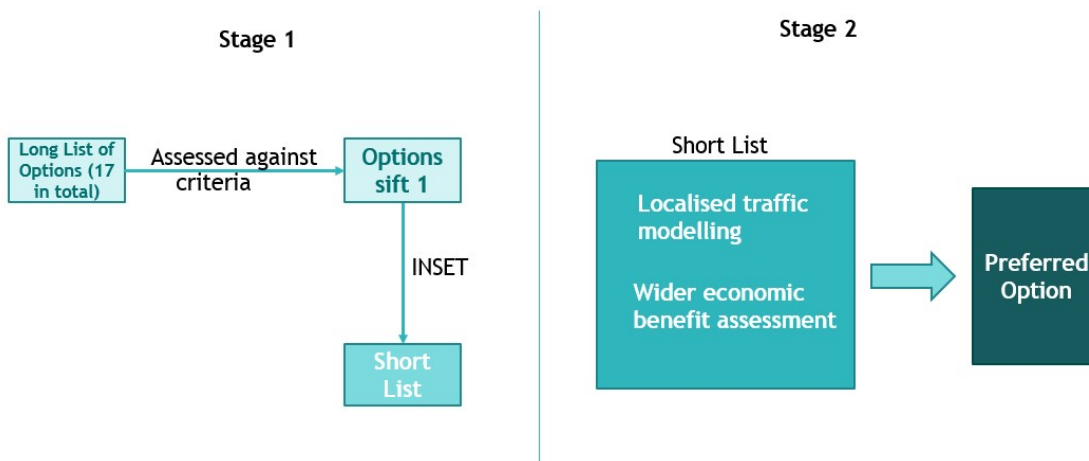 Stage 1
Long List of
Options (17
in total)
Assessed against
criteria
Options
sift 1
INSET
Short
List
Stage 2
Short List
Localised traffic
modelling
Wider economic
benefit assessment
Preferred
Option